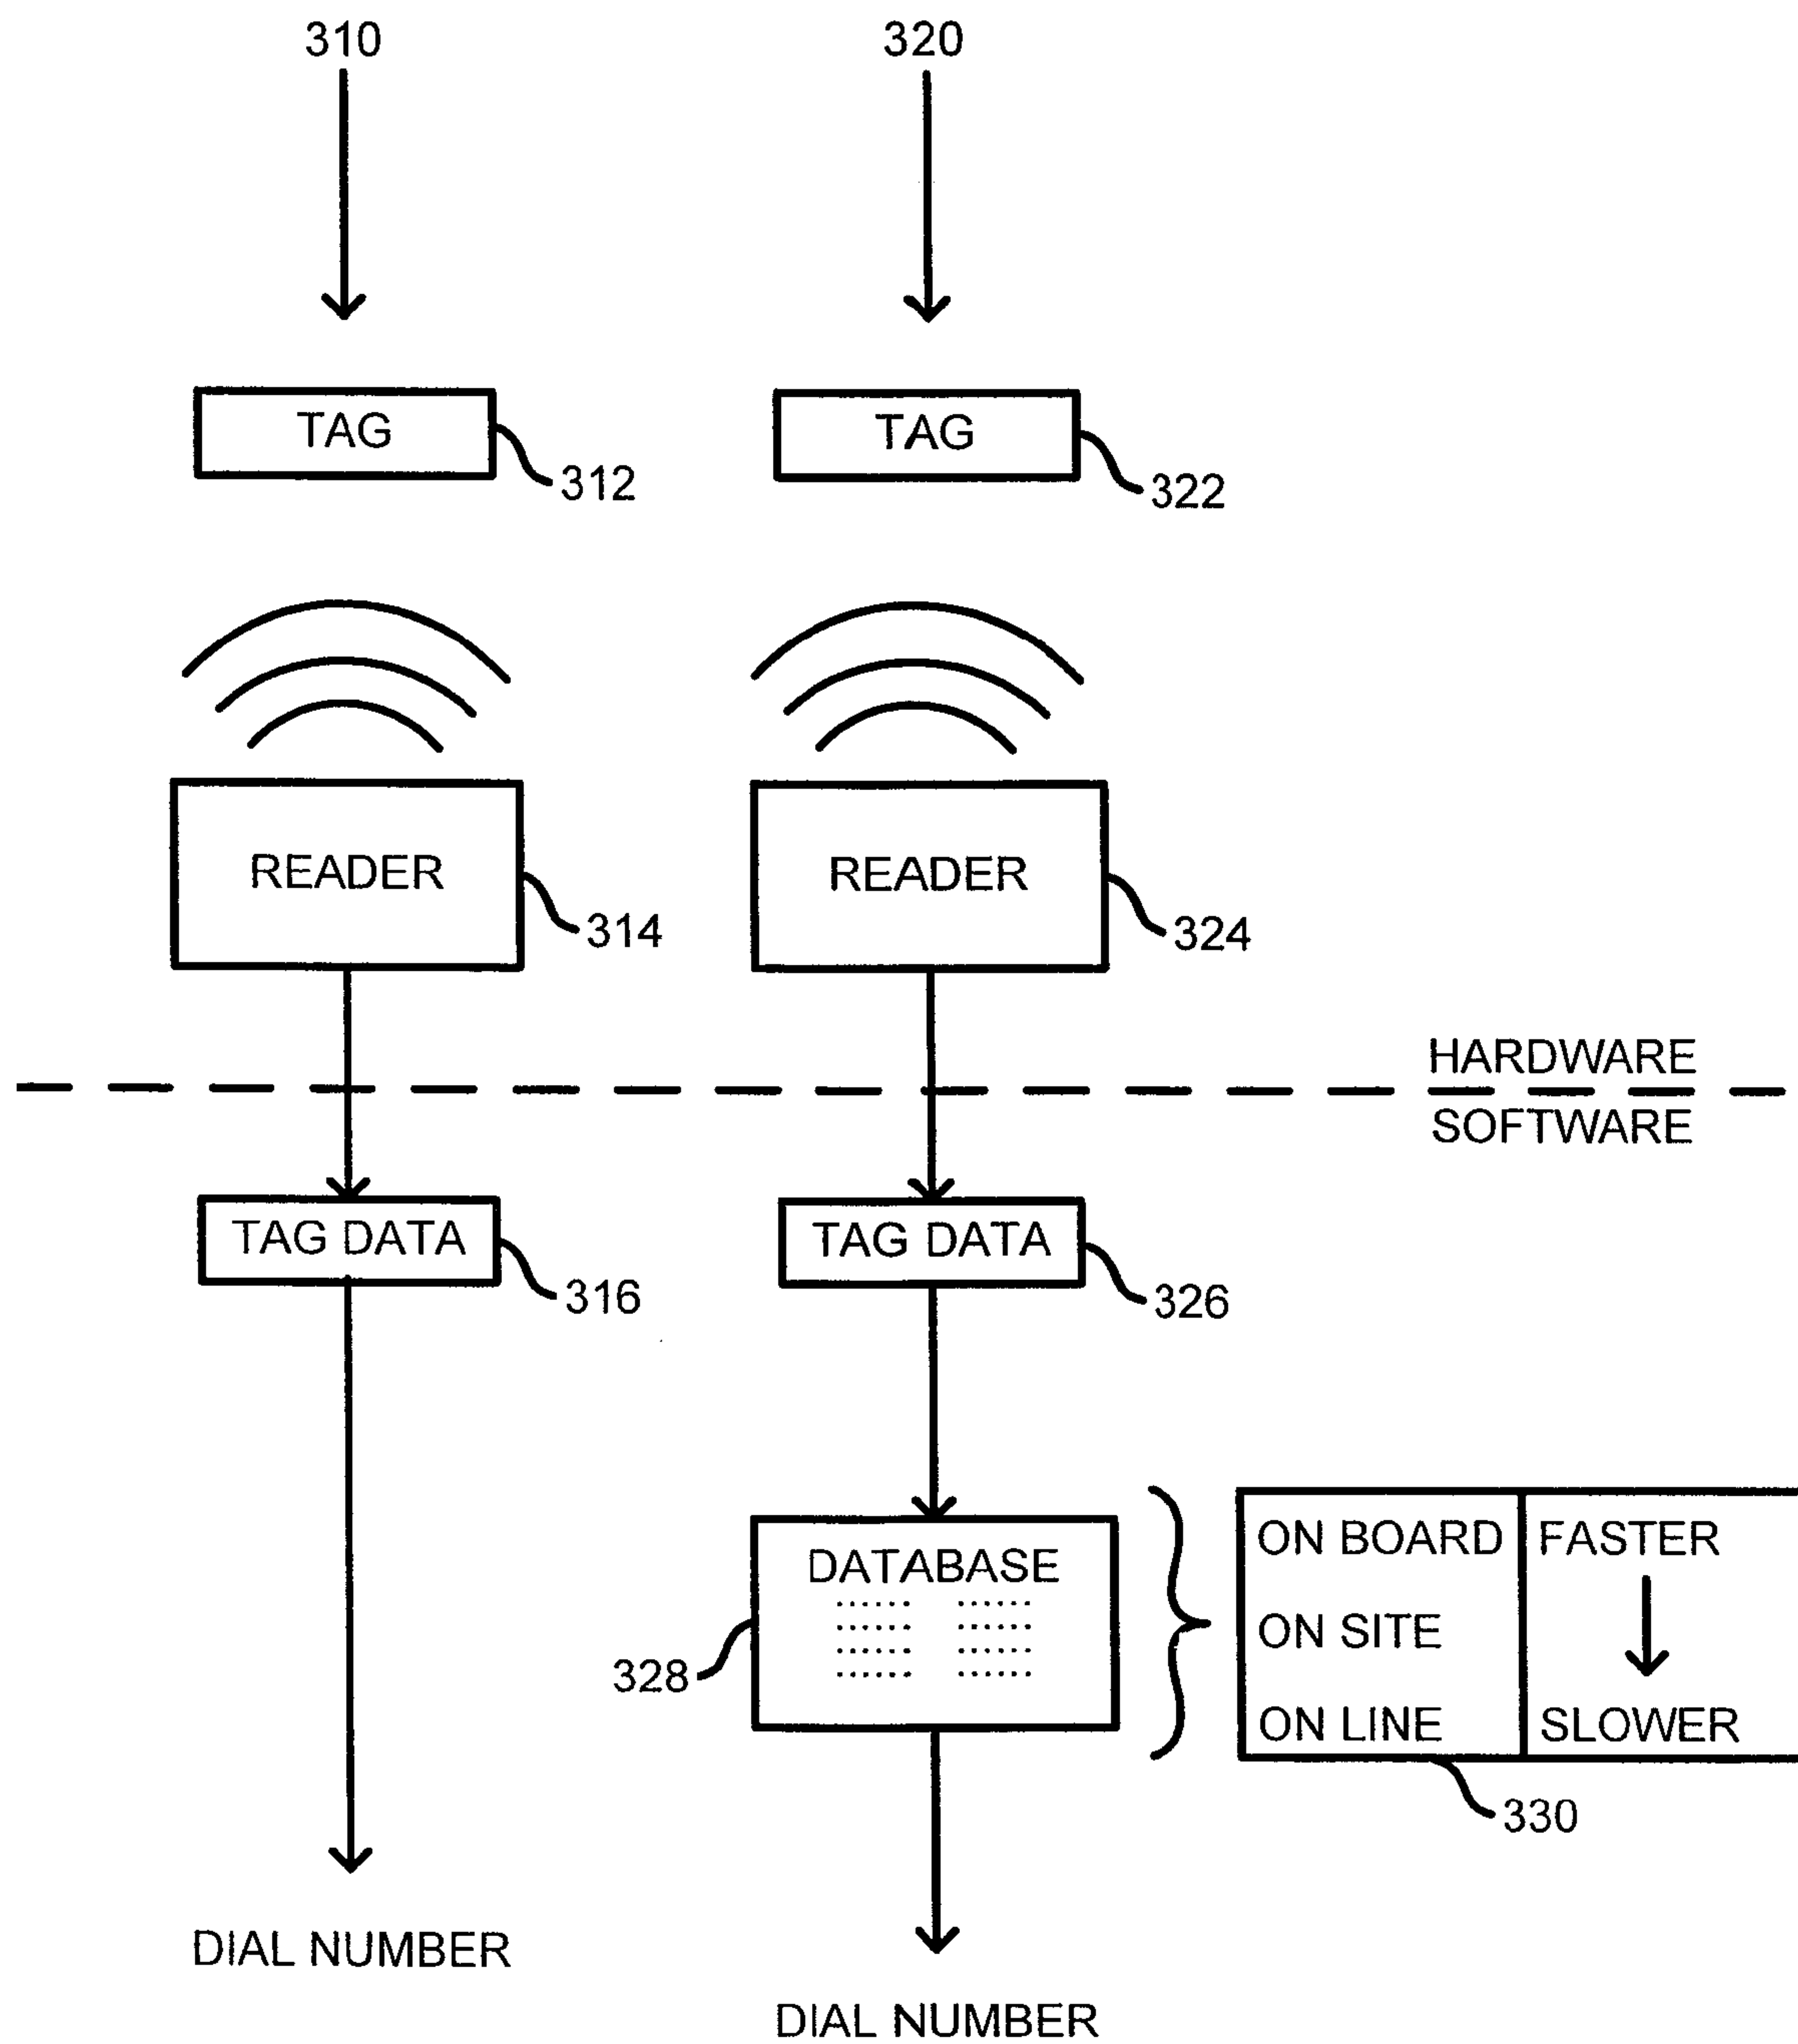 310
320
TAG
312
TAG
322
READER
314
READER
324
HARDWARE
SOFTWARE
TAG DATA
316
TAG DATA
326
DATABASE
328
ON BOARD
FASTER
ON SITE
ON LINE
SLOWER
330
DIAL NUMBER
DIAL NUMBER